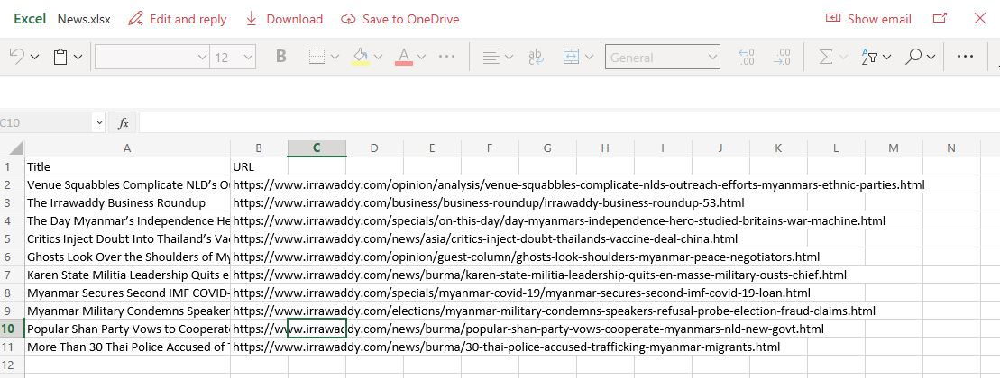 Excel News.xlsx Edit and reply Download Save to OneDrive Show email
12 B A General Σ
C10 fx
A B C D E F G H I J K L M N
1 Title URL
2 Venue Squabbles Complicate NLD’s O https://www.irrawaddy.com/opinion/analysis/venue-squabbles-complicate-nlds-outreach-efforts-myanmars-ethnic-parties.html
3 The Irrawaddy Business Roundup https://www.irrawaddy.com/business/business-roundup/irrawaddy-business-roundup-53.html
4 The Day Myanmar’s Independence He https://www.irrawaddy.com/specials/on-this-day/day-myanmars-independence-hero-studied-britains-war-machine.html
5 Critics Inject Doubt Into Thailand’s Va https://www.irrawaddy.com/news/asia/critics-inject-doubt-thailands-vaccine-deal-china.html
6 Ghosts Look Over the Shoulders of My https://www.irrawaddy.com/opinion/guest-column/ghosts-look-shoulders-myanmar-peace-negotiators.html
7 Karen State Militia Leadership Quits e https://www.irrawaddy.com/news/burma/karen-state-militia-leadership-quits-en-masse-military-ousts-chief.html
8 Myanmar Secures Second IMF COVID- https://www.irrawaddy.com/specials/myanmar-covid-19/myanmar-secures-second-imf-covid-19-loan.html
9 Myanmar Military Condemns Speaker https://www.irrawaddy.com/elections/myanmar-military-condemns-speakers-refusal-probe-election-fraud-claims.html
10 Popular Shan Party Vows to Cooperat https://www.irrawaddy.com/news/burma/popular-shan-party-vows-cooperate-myanmars-nld-new-govt.html
11 More Than 30 Thai Police Accused of T https://www.irrawaddy.com/news/burma/30-thai-police-accused-trafficking-myanmar-migrants.html
12